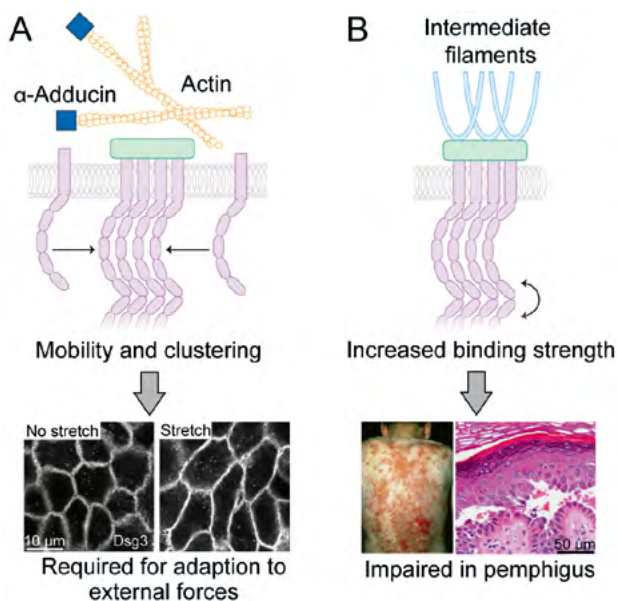 A
α-Adducin
Actin
Mobility and clustering
No stretch
Stretch
10 µm
Dsg3
Required for adaption to
external forces
B
Intermediate
filaments
Increased binding strength
50 µm
Impaired in pemphigus